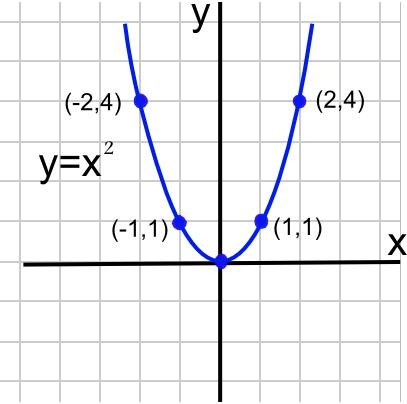 y
(-2,4)
(2,4)
y=x²
(-1,1)
(1,1)
x